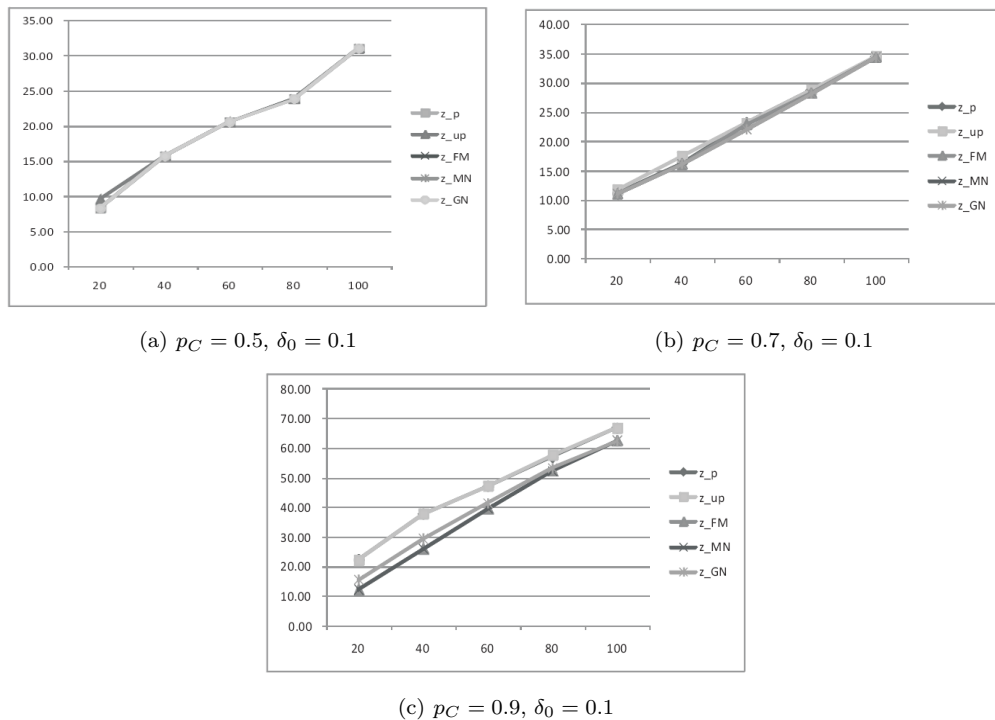 35.00
30.00
25.00
20.00
15.00
10.00
5.00
0.00
20 40 60 80 100
z_p
z_up
z_FM
z_MN
z_GN
(a) p_C = 0.5, δ_0 = 0.1
40.00
35.00
30.00
25.00
20.00
15.00
10.00
5.00
0.00
20 40 60 80 100
z_p
z_up
z_FM
z_MN
z_GN
(b) p_C = 0.7, δ_0 = 0.1
80.00
70.00
60.00
50.00
40.00
30.00
20.00
10.00
0.00
20 40 60 80 100
z_p
z_up
z_FM
z_MN
z_GN
(c) p_C = 0.9, δ_0 = 0.1